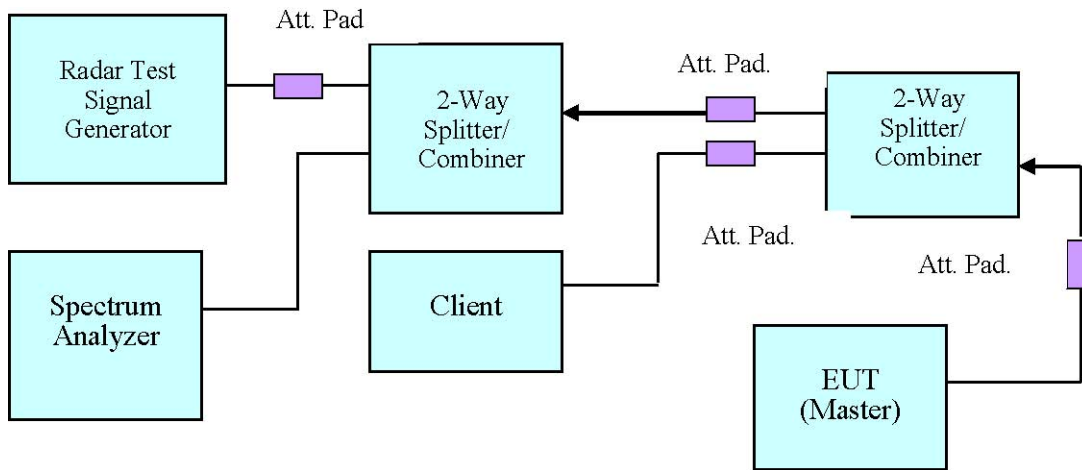 Att. Pad
Radar Test
Signal
Generator
2-Way
Splitter/
Combiner
Att. Pad.
2-Way
Splitter/
Combiner
Att. Pad.
Att. Pad.
Spectrum
Analyzer
Client
EUT
(Master)